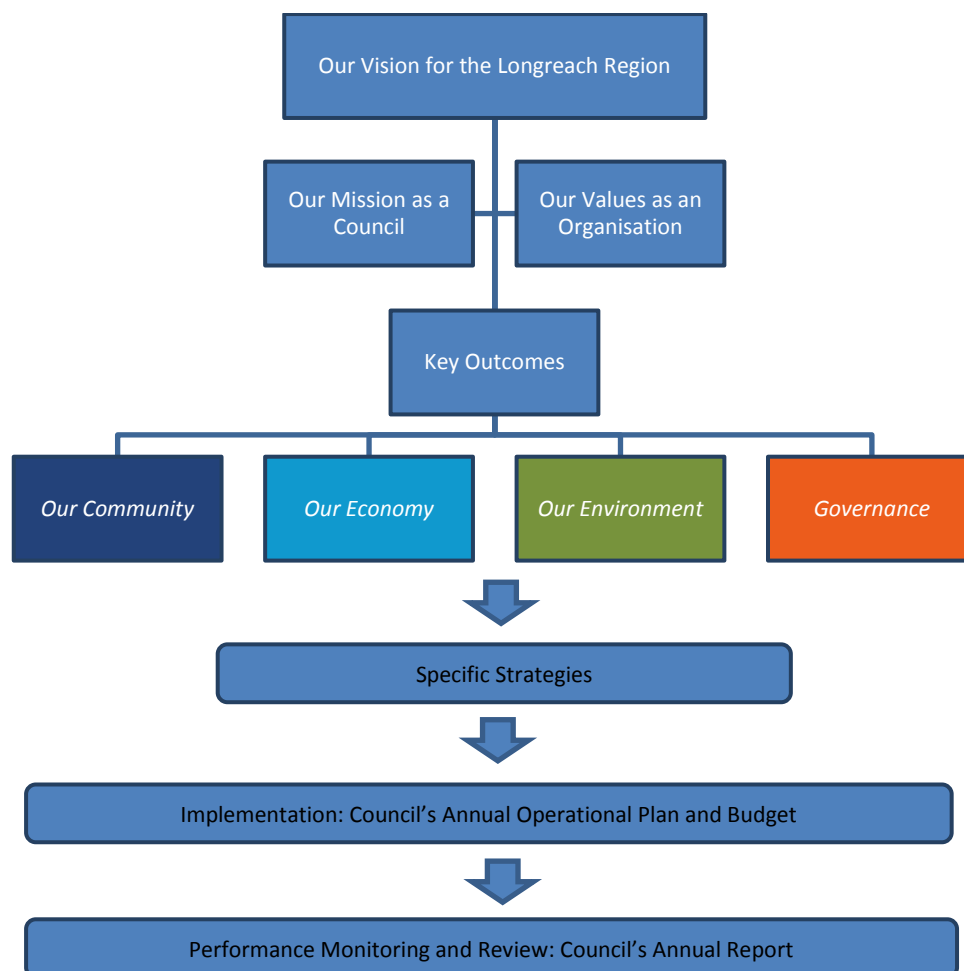 Our Vision for the Longreach Region
Our Mission as a
Council
Our Values as an
Organisation
Key Outcomes
Our Community
Our Economy
Our Environment
Governance
Specific Strategies
Implementation: Council’s Annual Operational Plan and Budget
Performance Monitoring and Review: Council’s Annual Report